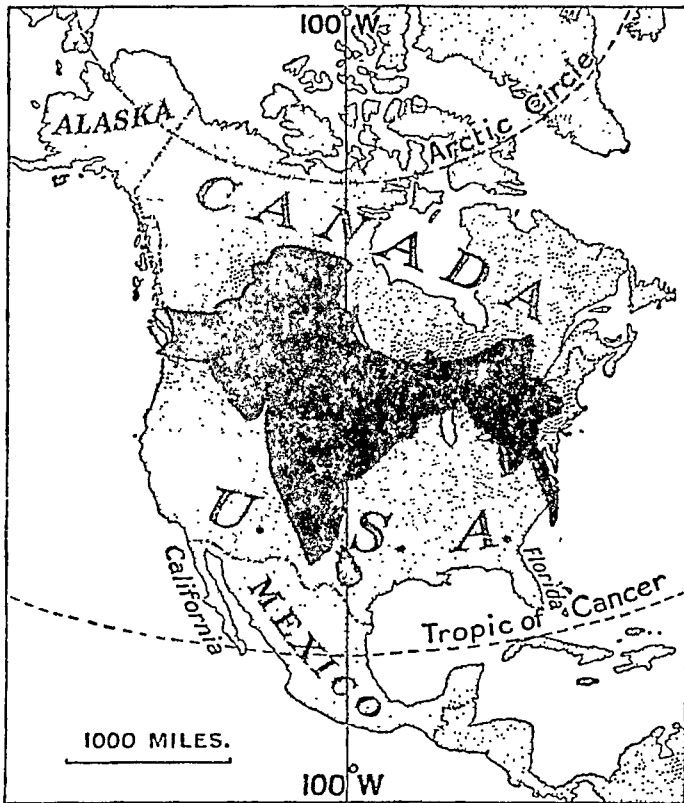 100° W
ALASKA
Arctic Circle
CANADA
U. S. A.
California
Florida
MEXICO
Tropic of Cancer
1000 MILES.
100° W